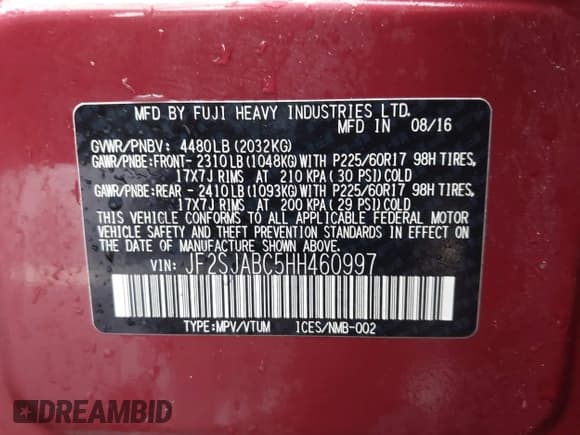 MFD BY FUJI HEAVY INDUSTRIES LTD.
MFD IN 08/16
GVWR/PNBV: 4480LB (2032KG)
GAWR/PNBE:FRONT- 2310LB (1048KG) WITH P225/60R17 98H TIRES,
17X7J RIMS AT 210 KPA ( 30 PSI) COLD
GAWR/PNBE:REAR - 2410LB (1093KG) WITH P225/60R17 98H TIRES,
17X7J RIMS AT 200 KPA ( 29 PSI) COLD
THIS VEHICLE CONFORMS TO ALL APPLICABLE FEDERAL MOTOR
VEHICLE SAFETY AND THEFT PREVENTION STANDARDS IN EFFECT ON
THE DATE OF MANUFACTURE SHOWN ABOVE.
VIN: JF2SJABC5HH460997
TYPE:MPV/VTUM ICES/NMB-002
DREAMBID